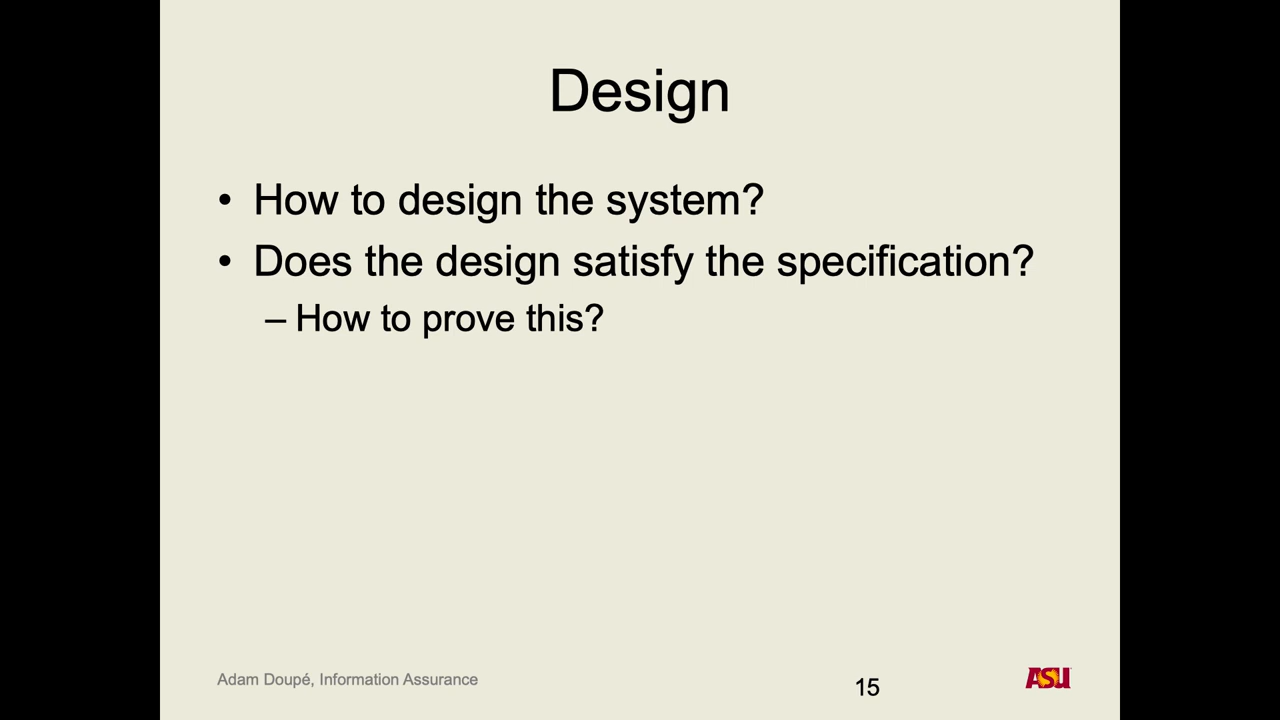 Design
• How to design the system?
• Does the design satisfy the specification?
– How to prove this?
Adam Doupé, Information Assurance
15
ASU